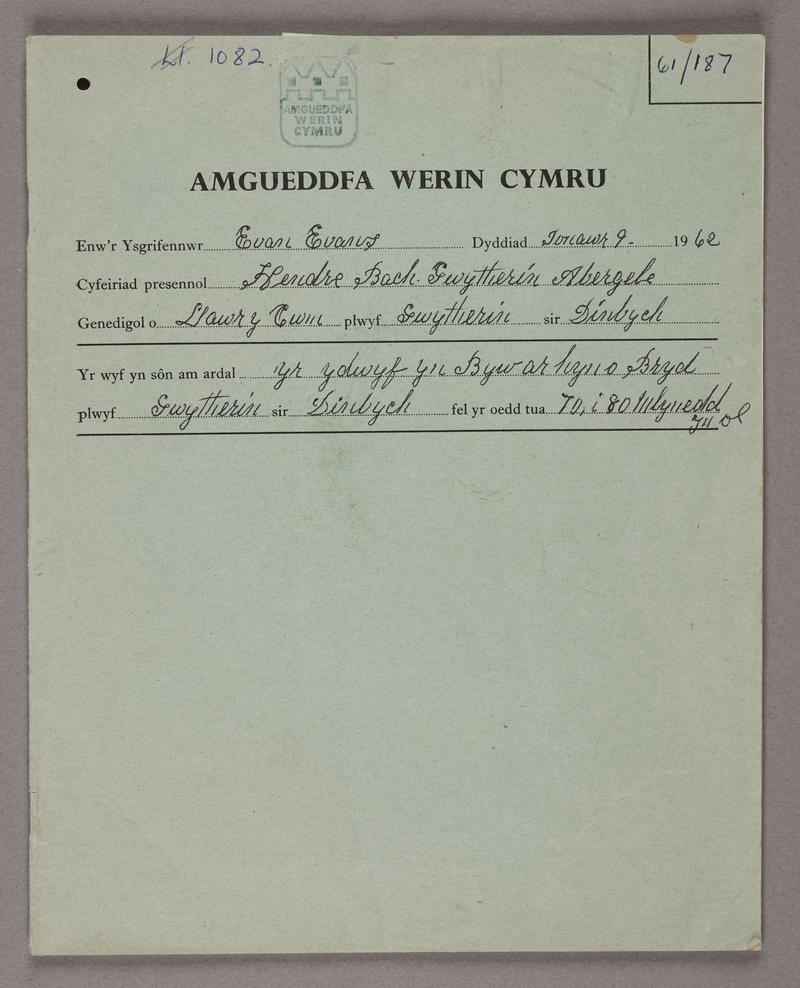 Lt. 1082.
61/187
AMGUEDDFA
WERIN
CYMRU
AMGUEDDFA WERIN CYMRU
Enw'r Ysgrifennwr Evan Evans Dyddiad Ionawr 9. 1962
Cyfeiriad presennol Hendre Bach. Gwytherin Abergele
Genedigol o Llawr y Cwm plwyf Gwytherin sir Dinbych
Yr wyf yn sôn am ardal yr ydwyf yn Byw ar hyn o Bryd
plwyf Gwytherin sir Dinbych fel yr oedd tua 70, i 80 Mlynedd
yn ol